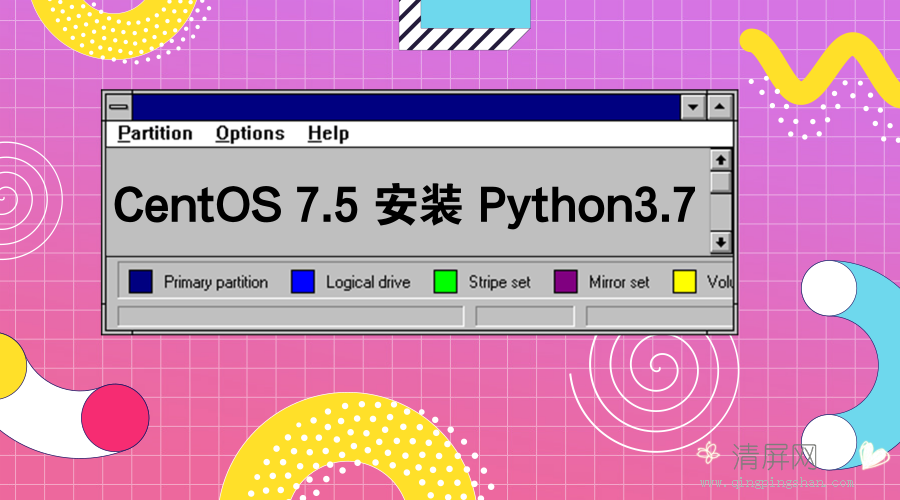 Partition Options Help
CentOS 7.5 安装 Python3.7
Primary partition Logical drive Stripe set Mirror set Volu
清屏网
www.qingpingshan.com